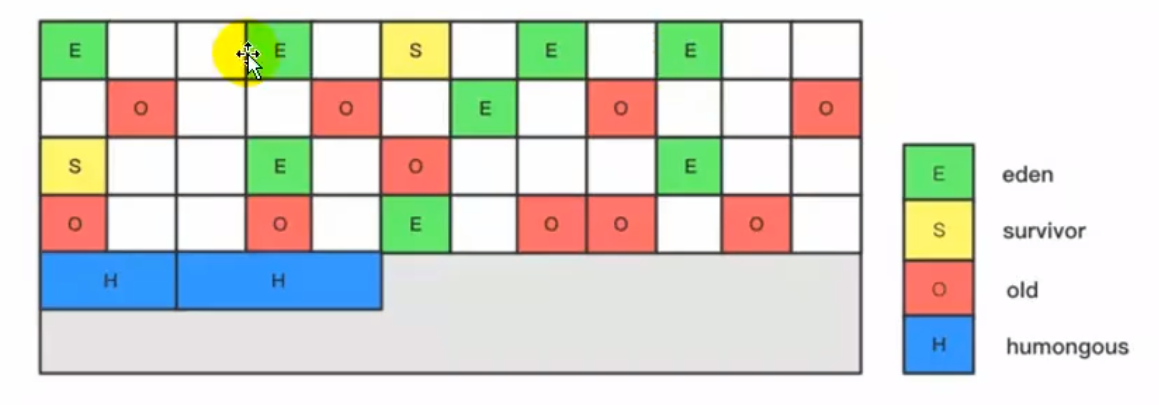 E E S E E
O O E O O
S E O E
O O E O O O
H H
E eden
S survivor
O old
H humongous